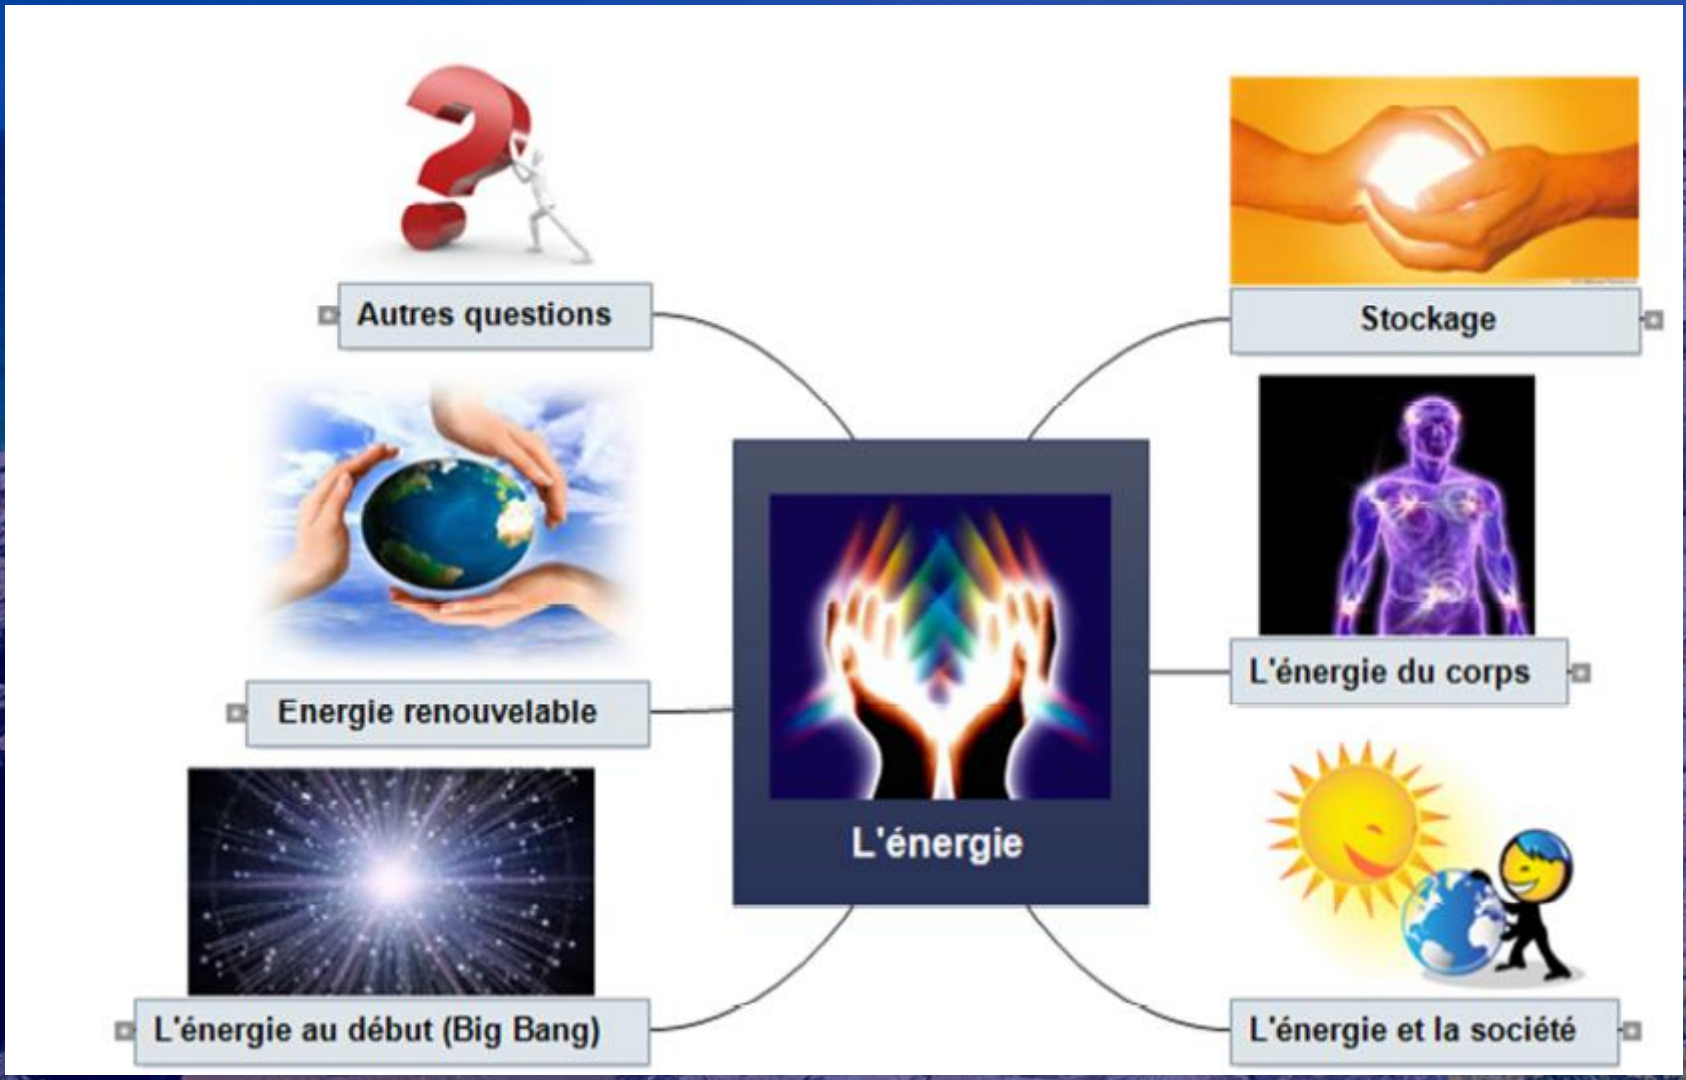 Autres questions
Stockage
L'énergie du corps
Energie renouvelable
L'énergie
L'énergie au début (Big Bang)
L'énergie et la société